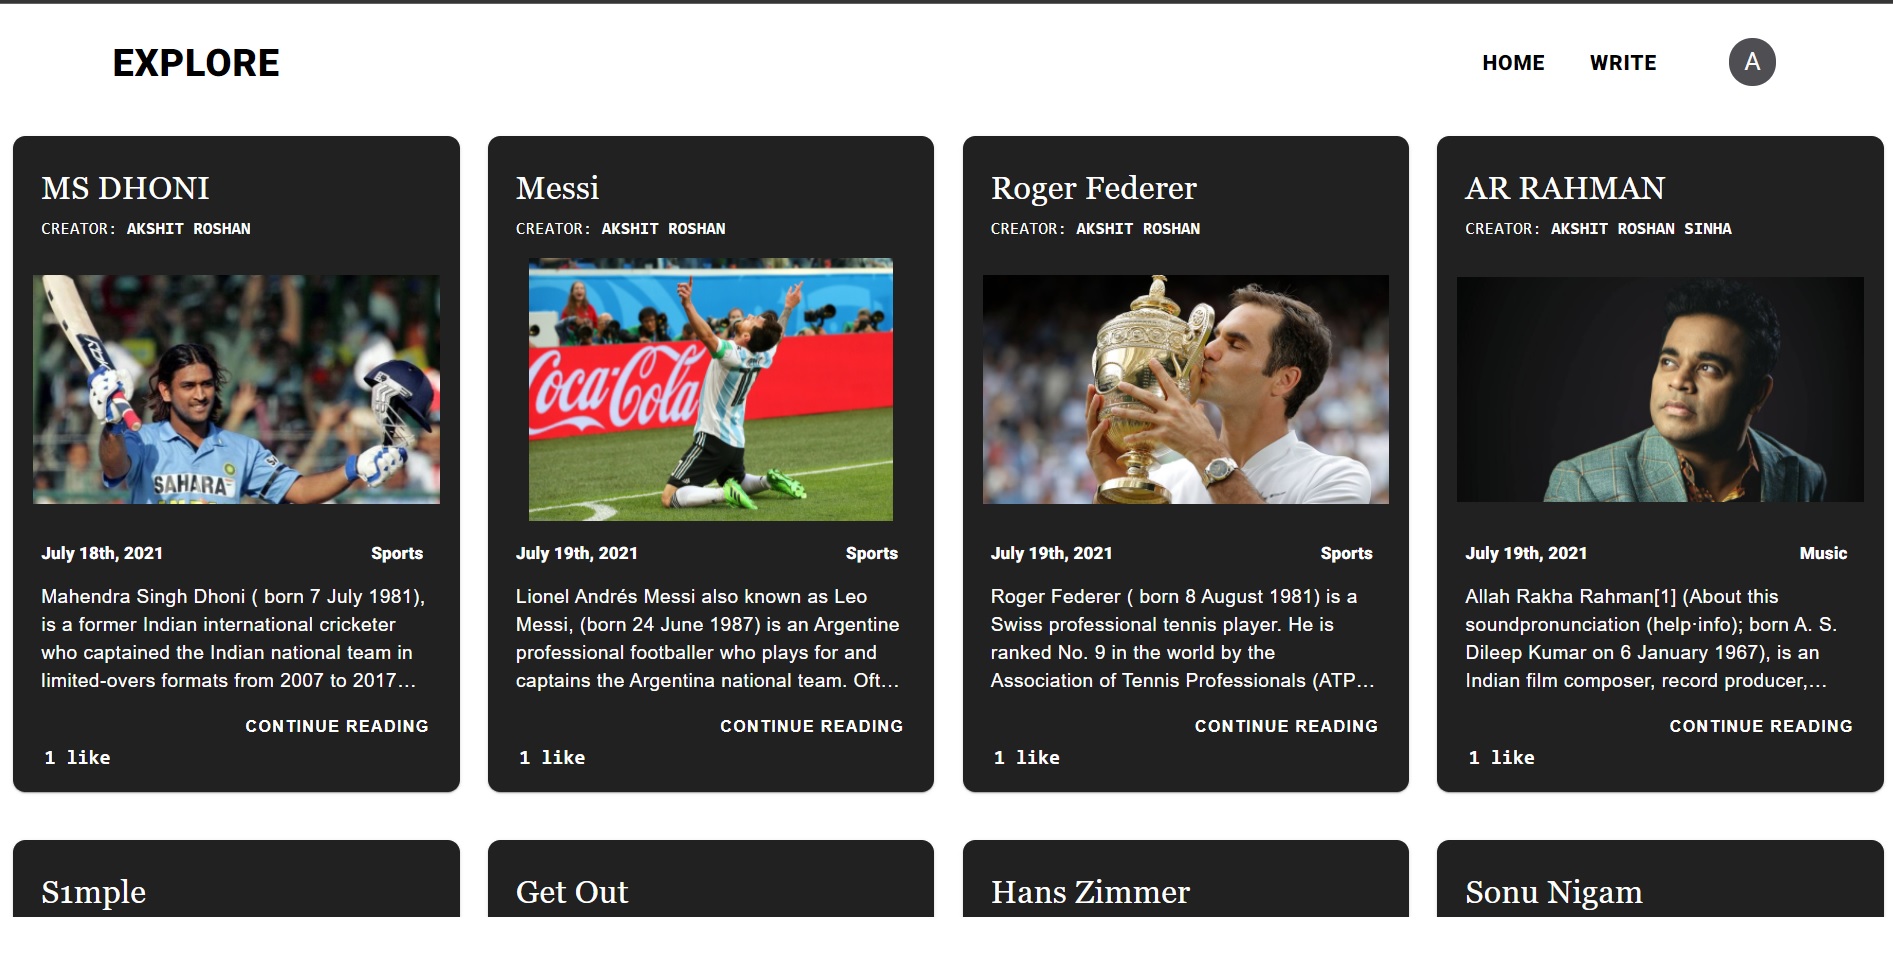 EXPLORE
HOME
WRITE
A
MS DHONI
CREATOR: AKSHIT ROSHAN
SAHARA
July 18th, 2021
Sports
Mahendra Singh Dhoni ( born 7 July 1981),
is a former Indian international cricketer
who captained the Indian national team in
limited-overs formats from 2007 to 2017...
CONTINUE READING
1 like
Messi
CREATOR: AKSHIT ROSHAN
Coca-Cola
10
July 19th, 2021
Sports
Lionel Andrés Messi also known as Leo
Messi, (born 24 June 1987) is an Argentine
professional footballer who plays for and
captains the Argentina national team. Oft...
CONTINUE READING
1 like
Roger Federer
CREATOR: AKSHIT ROSHAN
July 19th, 2021
Sports
Roger Federer ( born 8 August 1981) is a
Swiss professional tennis player. He is
ranked No. 9 in the world by the
Association of Tennis Professionals (ATP...
CONTINUE READING
1 like
AR RAHMAN
CREATOR: AKSHIT ROSHAN SINHA
July 19th, 2021
Music
Allah Rakha Rahman[1] (About this
soundpronunciation (help·info); born A. S.
Dileep Kumar on 6 January 1967), is an
Indian film composer, record producer,...
CONTINUE READING
1 like
S1mple
Get Out
Hans Zimmer
Sonu Nigam